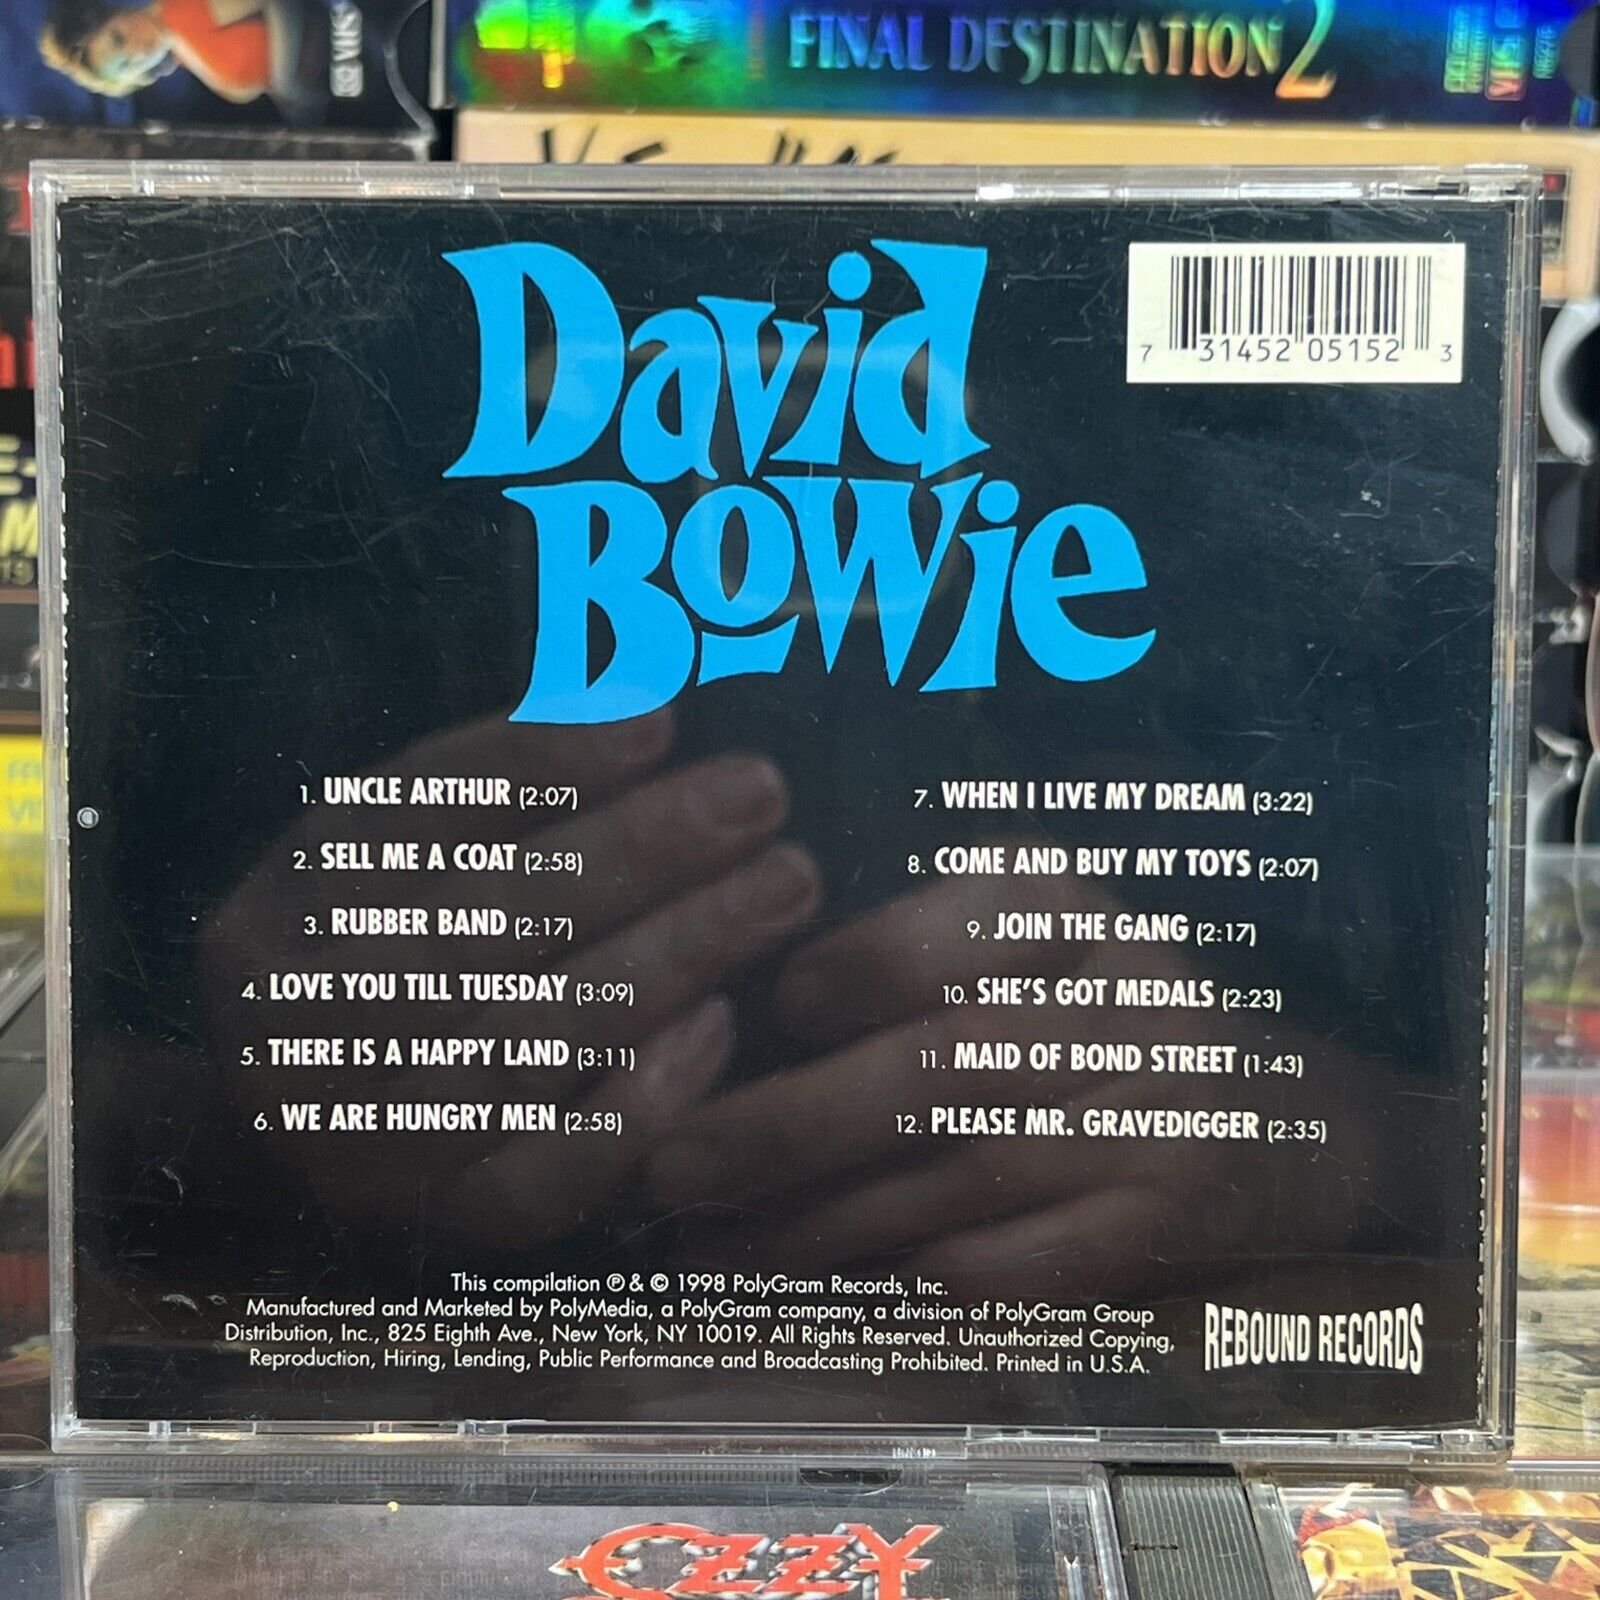 VHS
FINAL DESTINATION 2
VHS
David
Bowie
7 31452 05152 3
1. UNCLE ARTHUR (2:07)
2. SELL ME A COAT (2:58)
3. RUBBER BAND (2:17)
4. LOVE YOU TILL TUESDAY (3:09)
5. THERE IS A HAPPY LAND (3:11)
6. WE ARE HUNGRY MEN (2:58)
7. WHEN I LIVE MY DREAM (3:22)
8. COME AND BUY MY TOYS (2:07)
9. JOIN THE GANG (2:17)
10. SHE'S GOT MEDALS (2:23)
11. MAID OF BOND STREET (1:43)
12. PLEASE MR. GRAVEDIGGER (2:35)
This compilation ℗ & © 1998 PolyGram Records, Inc.
Manufactured and Marketed by PolyMedia, a PolyGram company, a division of PolyGram Group
Distribution, Inc., 825 Eighth Ave., New York, NY 10019. All Rights Reserved. Unauthorized Copying,
Reproduction, Hiring, Lending, Public Performance and Broadcasting Prohibited. Printed in U.S.A.
REBOUND RECORDS
OZZY